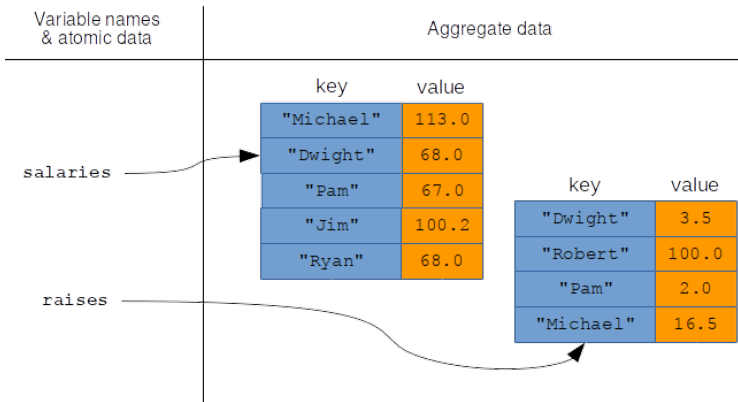 Variable names
& atomic data
Aggregate data
key value
"Michael" 113.0
"Dwight" 68.0
"Pam" 67.0
"Jim" 100.2
"Ryan" 68.0
salaries
key value
"Dwight" 3.5
"Robert" 100.0
"Pam" 2.0
"Michael" 16.5
raises